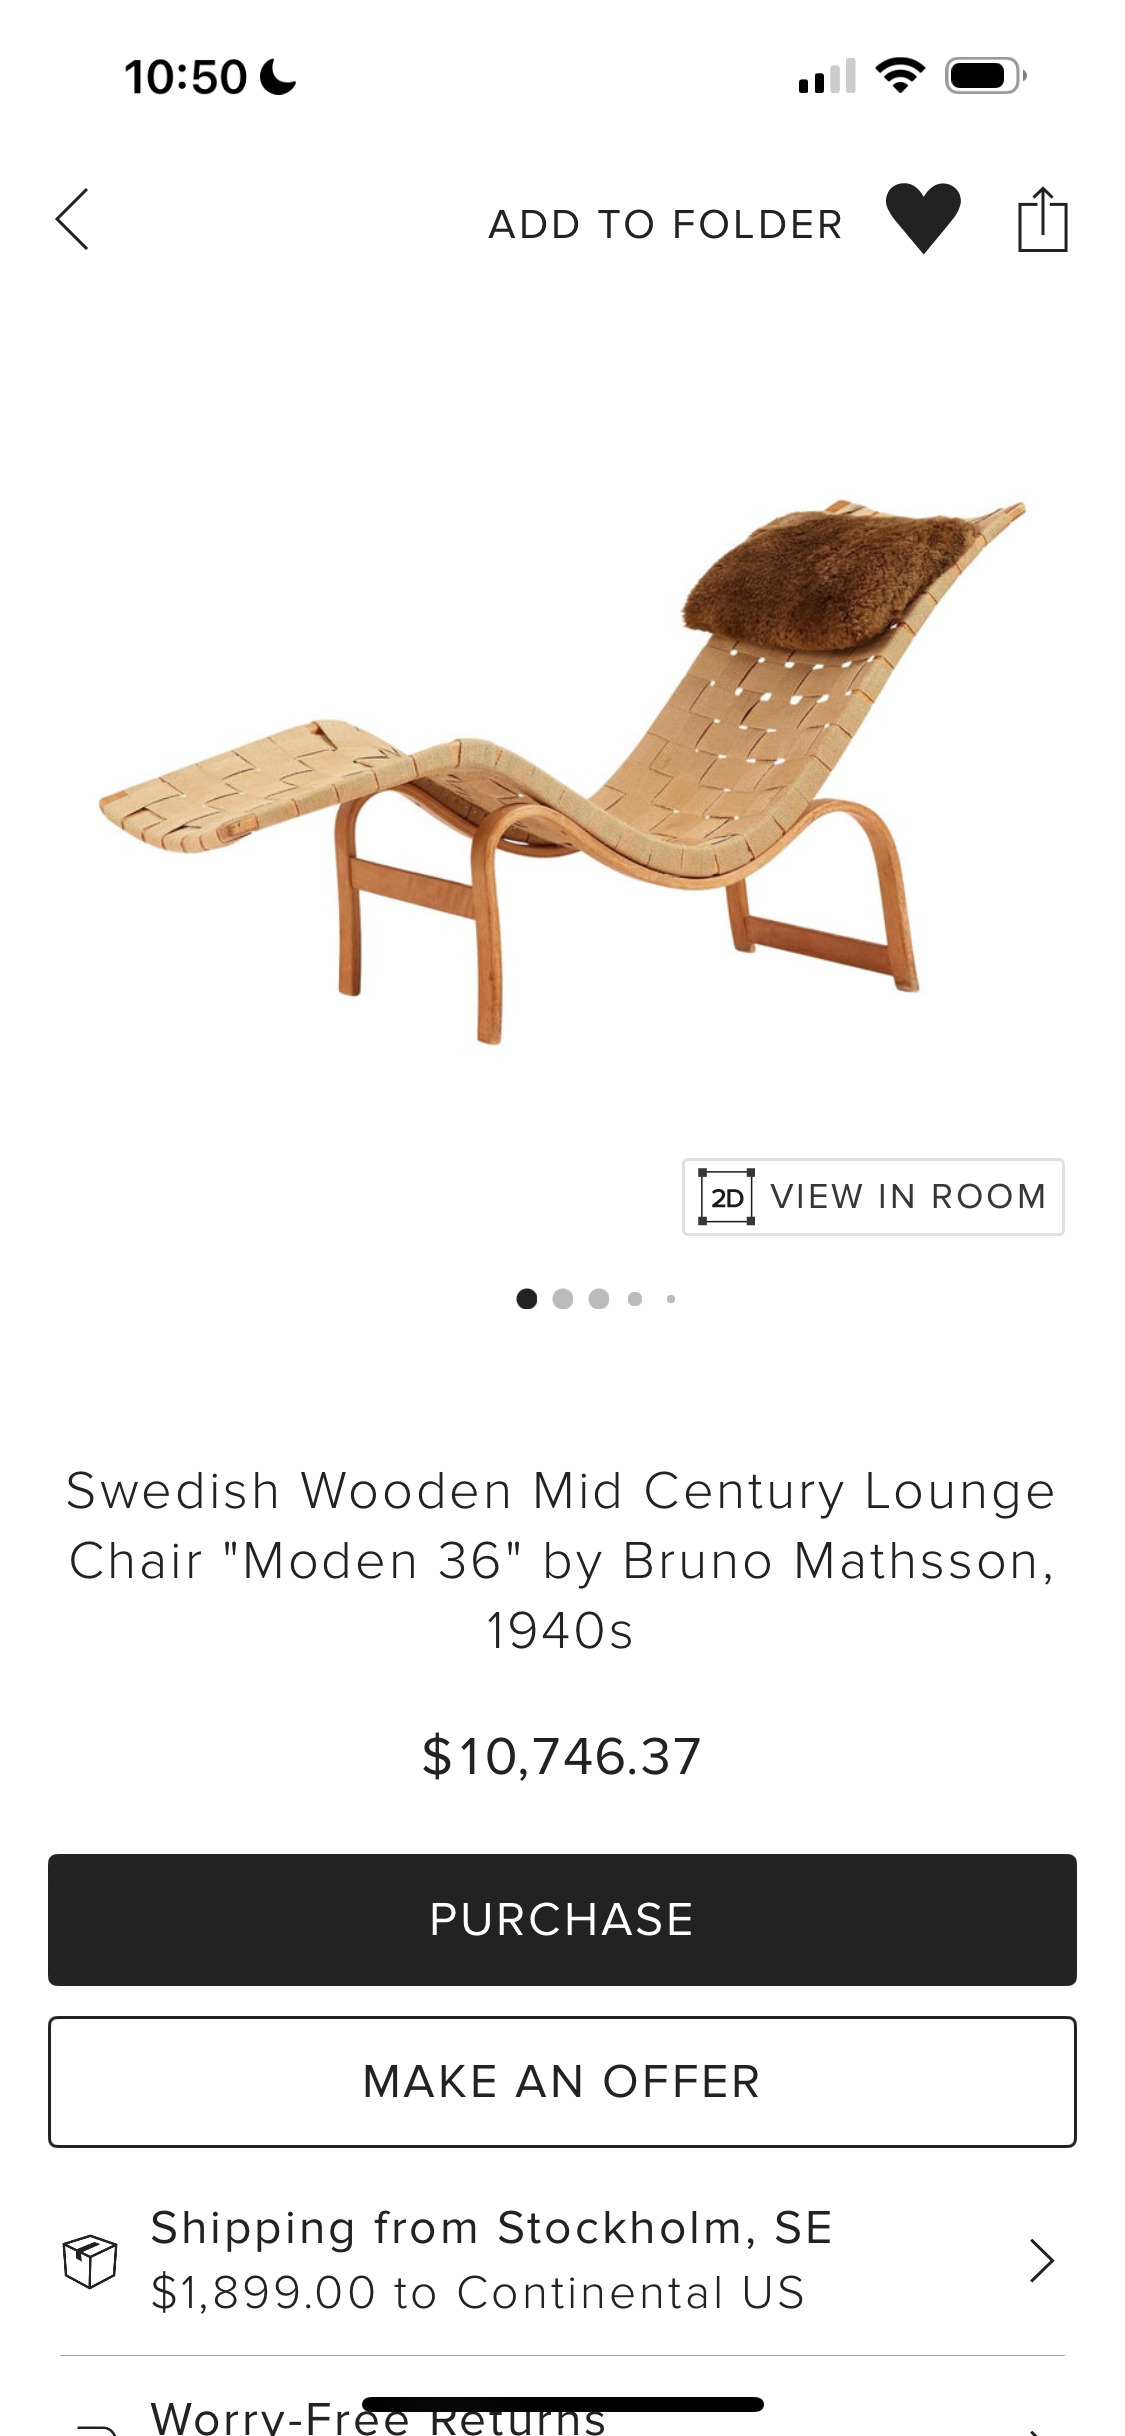 10:50
ADD TO FOLDER
2D VIEW IN ROOM
Swedish Wooden Mid Century Lounge
Chair "Moden 36" by Bruno Mathsson,
1940s
$10,746.37
PURCHASE
MAKE AN OFFER
Shipping from Stockholm, SE
$1,899.00 to Continental US
Worry-Free Returns